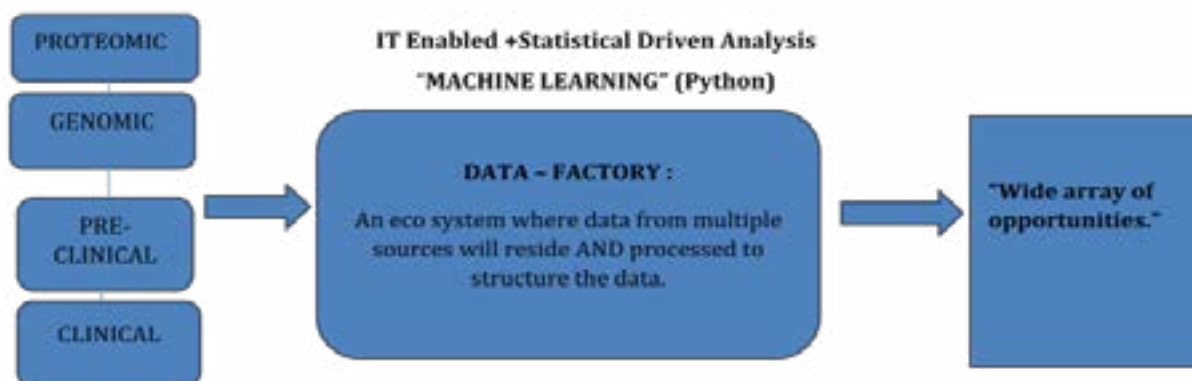 PROTEOMIC
GENOMIC
PRE-
CLINICAL
CLINICAL
IT Enabled +Statistical Driven Analysis
"MACHINE LEARNING" (Python)
DATA – FACTORY :
An eco system where data from multiple
sources will reside AND processed to
structure the data.
"Wide array of
opportunities."